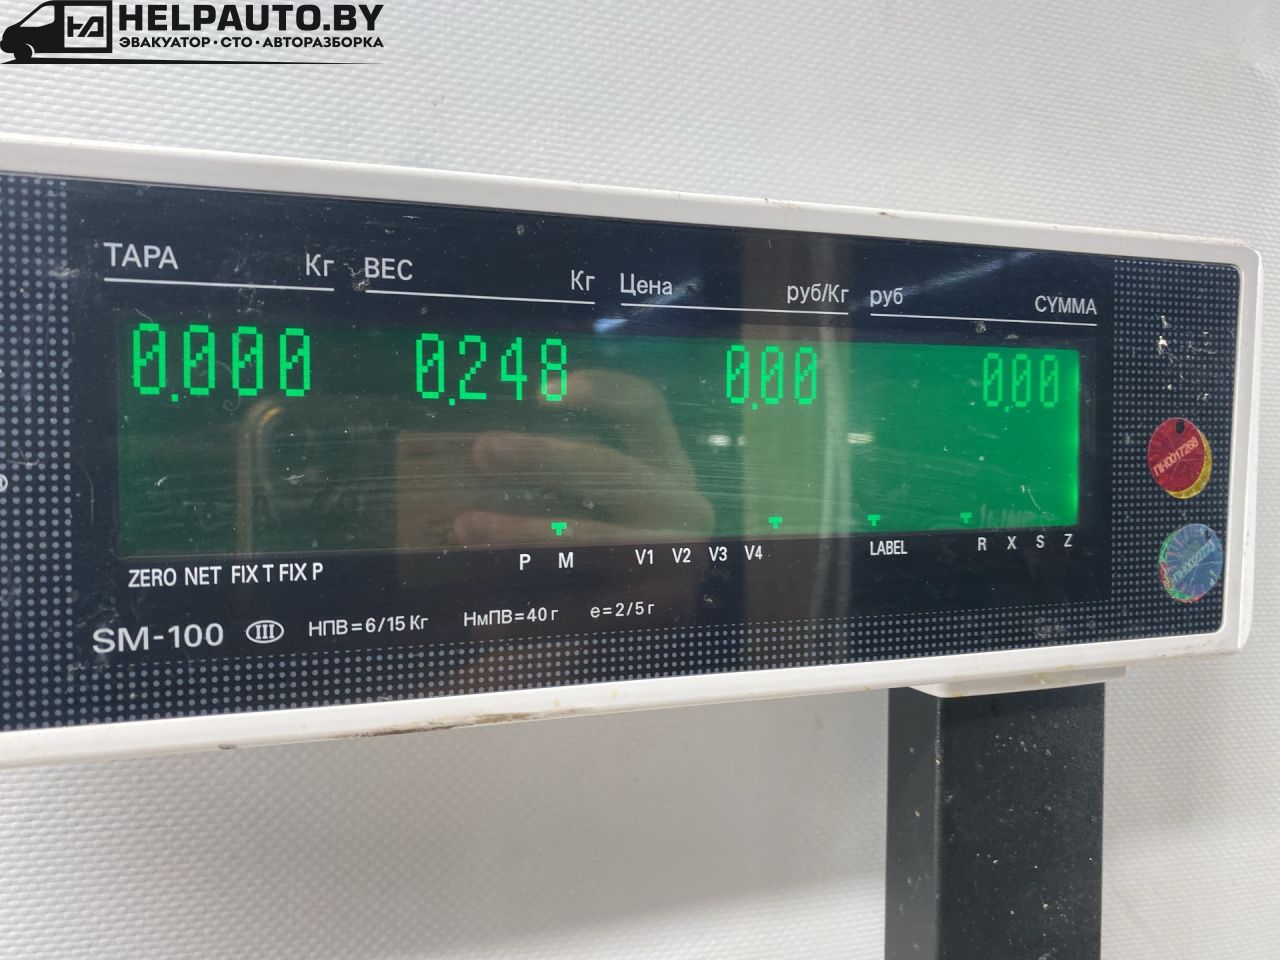 HELPAUTO.BY
ЭВАКУАТОР·СТО·АВТОРАЗБОРКА
ТАРА Кг ВЕС Кг Цена руб/Кг руб СУММА
0.000 0.248 0.00 0.00
ZERO NET FIX T FIX P P M V1 V2 V3 V4 LABEL R X S Z
SM-100 III НПВ=6/15 Кг НмПВ=40 г e=2/5 г
ПН0017268